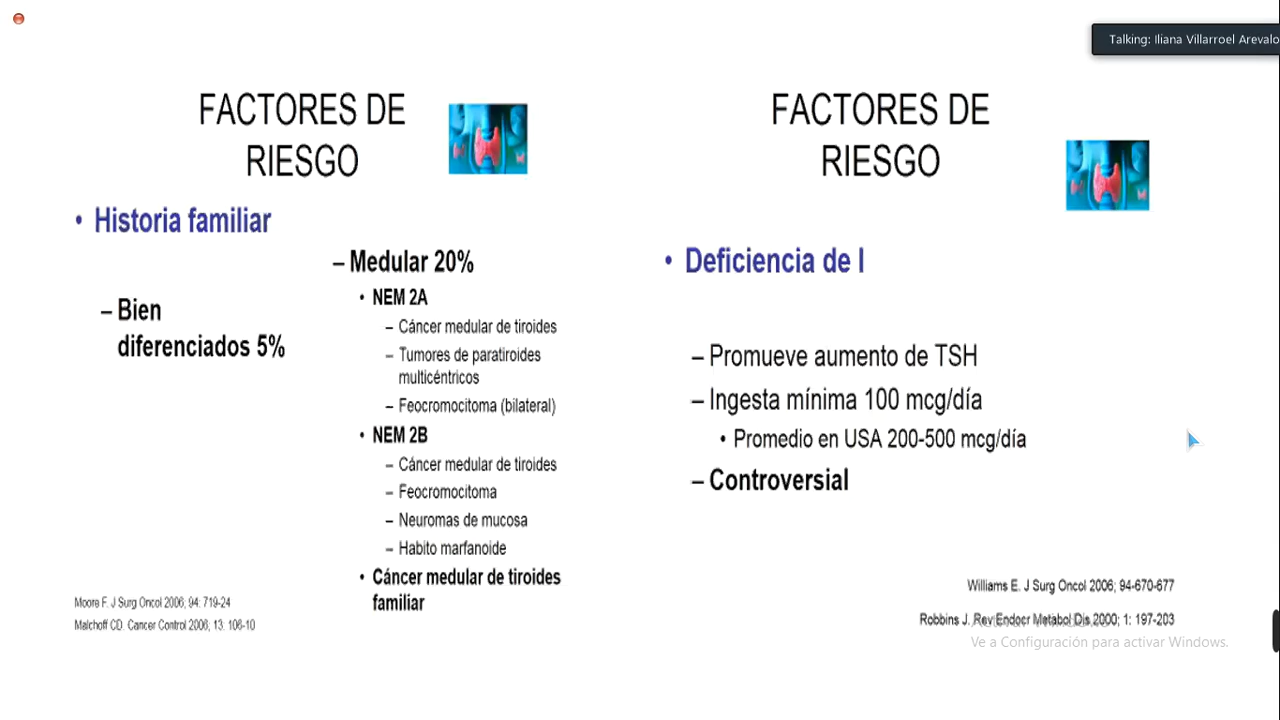 Talking: Iliana Villarroel Arevalo
FACTORES DE
RIESGO
• Historia familiar
– Bien
diferenciados 5%
– Medular 20%
• NEM 2A
– Cáncer medular de tiroides
– Tumores de paratiroides
multicéntricos
– Feocromocitoma (bilateral)
• NEM 2B
– Cáncer medular de tiroides
– Feocromocitoma
– Neuromas de mucosa
– Habito marfanoide
• Cáncer medular de tiroides
familiar
Moore F. J Surg Oncol 2006; 94: 719-24
Malchoff CD. Cancer Control 2006; 13: 106-10
FACTORES DE
RIESGO
• Deficiencia de I
– Promueve aumento de TSH
– Ingesta mínima 100 mcg/día
• Promedio en USA 200-500 mcg/día
– Controversial
Williams E. J Surg Oncol 2006; 94-670-677
Robbins J. Rev Endocr Metabol Dis 2000; 1: 197-203
Ve a Configuración para activar Windows.